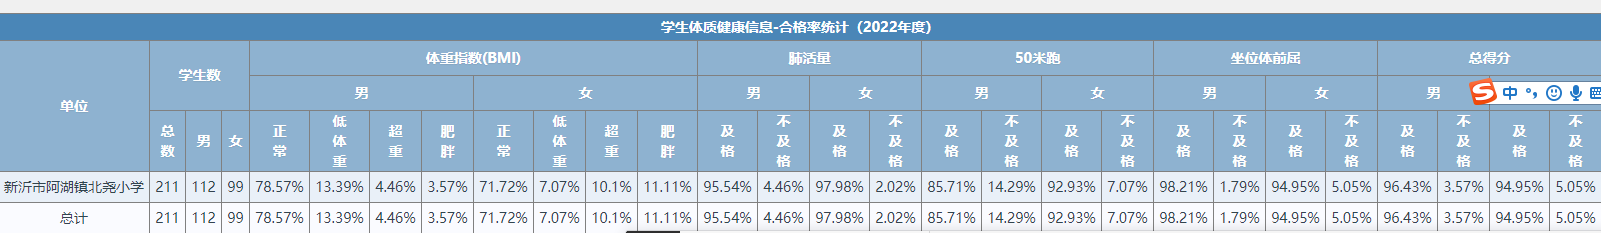 学生体质健康信息-合格率统计（2022年度）
单位 学生数 体重指数(BMI) 肺活量 50米跑 坐位体前屈 总得分
男 女 男 女 男 女 男 女 男 中
总数 男 女 正常 低体重 超重 肥胖 正常 低体重 超重 肥胖 及格 不及格 及格 不及格 及格 不及格 及格 不及格 及格 不及格 及格 不及格 及格 不及格 及格 不及格
新沂市阿湖镇北尧小学 211 112 99 78.57% 13.39% 4.46% 3.57% 71.72% 7.07% 10.1% 11.11% 95.54% 4.46% 97.98% 2.02% 85.71% 14.29% 92.93% 7.07% 98.21% 1.79% 94.95% 5.05% 96.43% 3.57% 94.95% 5.05%
总计 211 112 99 78.57% 13.39% 4.46% 3.57% 71.72% 7.07% 10.1% 11.11% 95.54% 4.46% 97.98% 2.02% 85.71% 14.29% 92.93% 7.07% 98.21% 1.79% 94.95% 5.05% 96.43% 3.57% 94.95% 5.05%